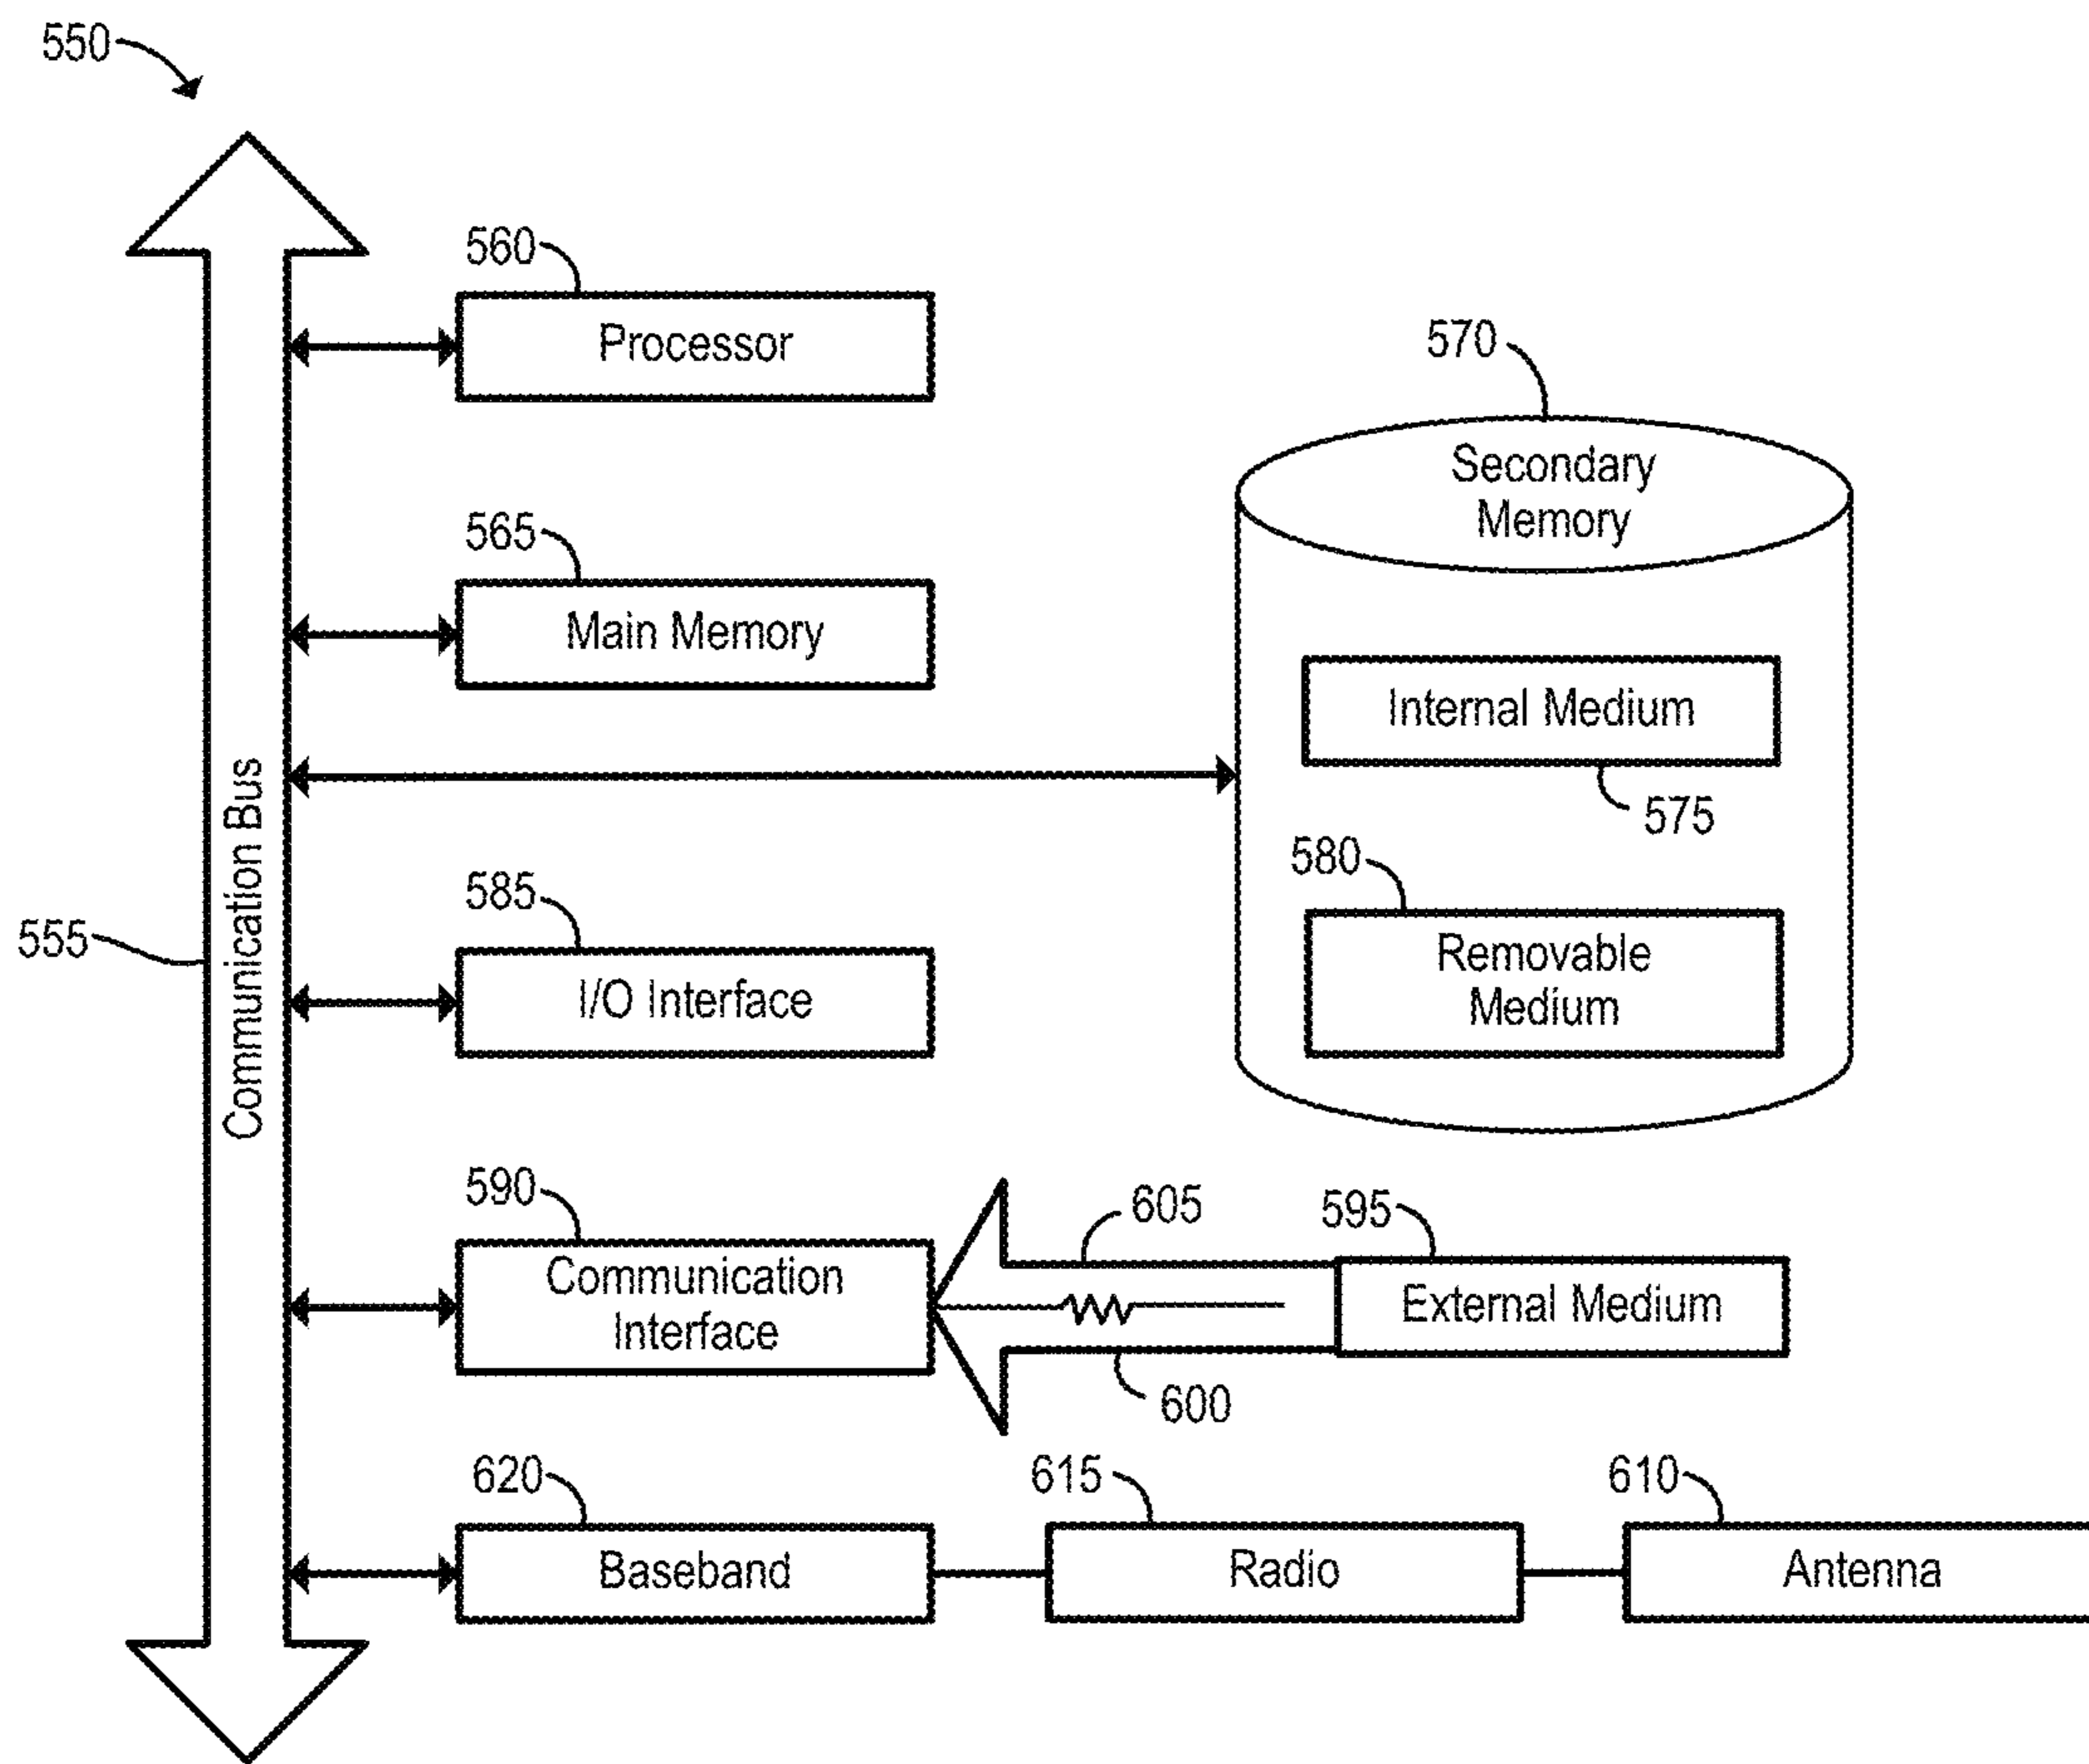 550
560
Processor
570
Secondary
Memory
565
Main Memory
Internal Medium
575
580
Removable
Medium
Communication Bus
555
585
I/O Interface
590
Communication
Interface
605
595
External Medium
600
620
Baseband
615
Radio
610
Antenna